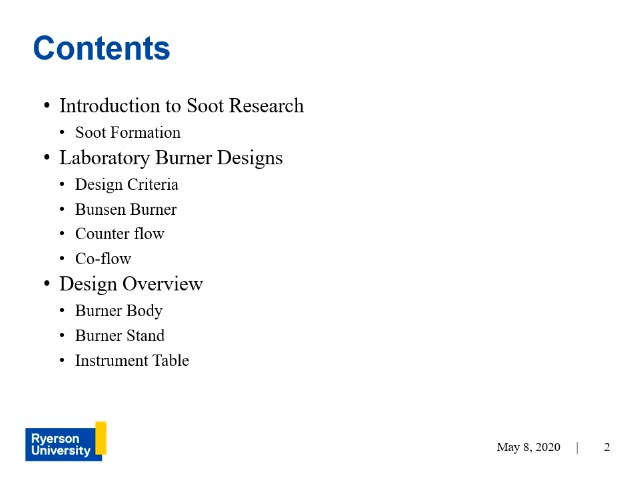 Contents
• Introduction to Soot Research
• Soot Formation
• Laboratory Burner Designs
• Design Criteria
• Bunsen Burner
• Counter flow
• Co-flow
• Design Overview
• Burner Body
• Burner Stand
• Instrument Table
Ryerson
University
May 8, 2020 | 2